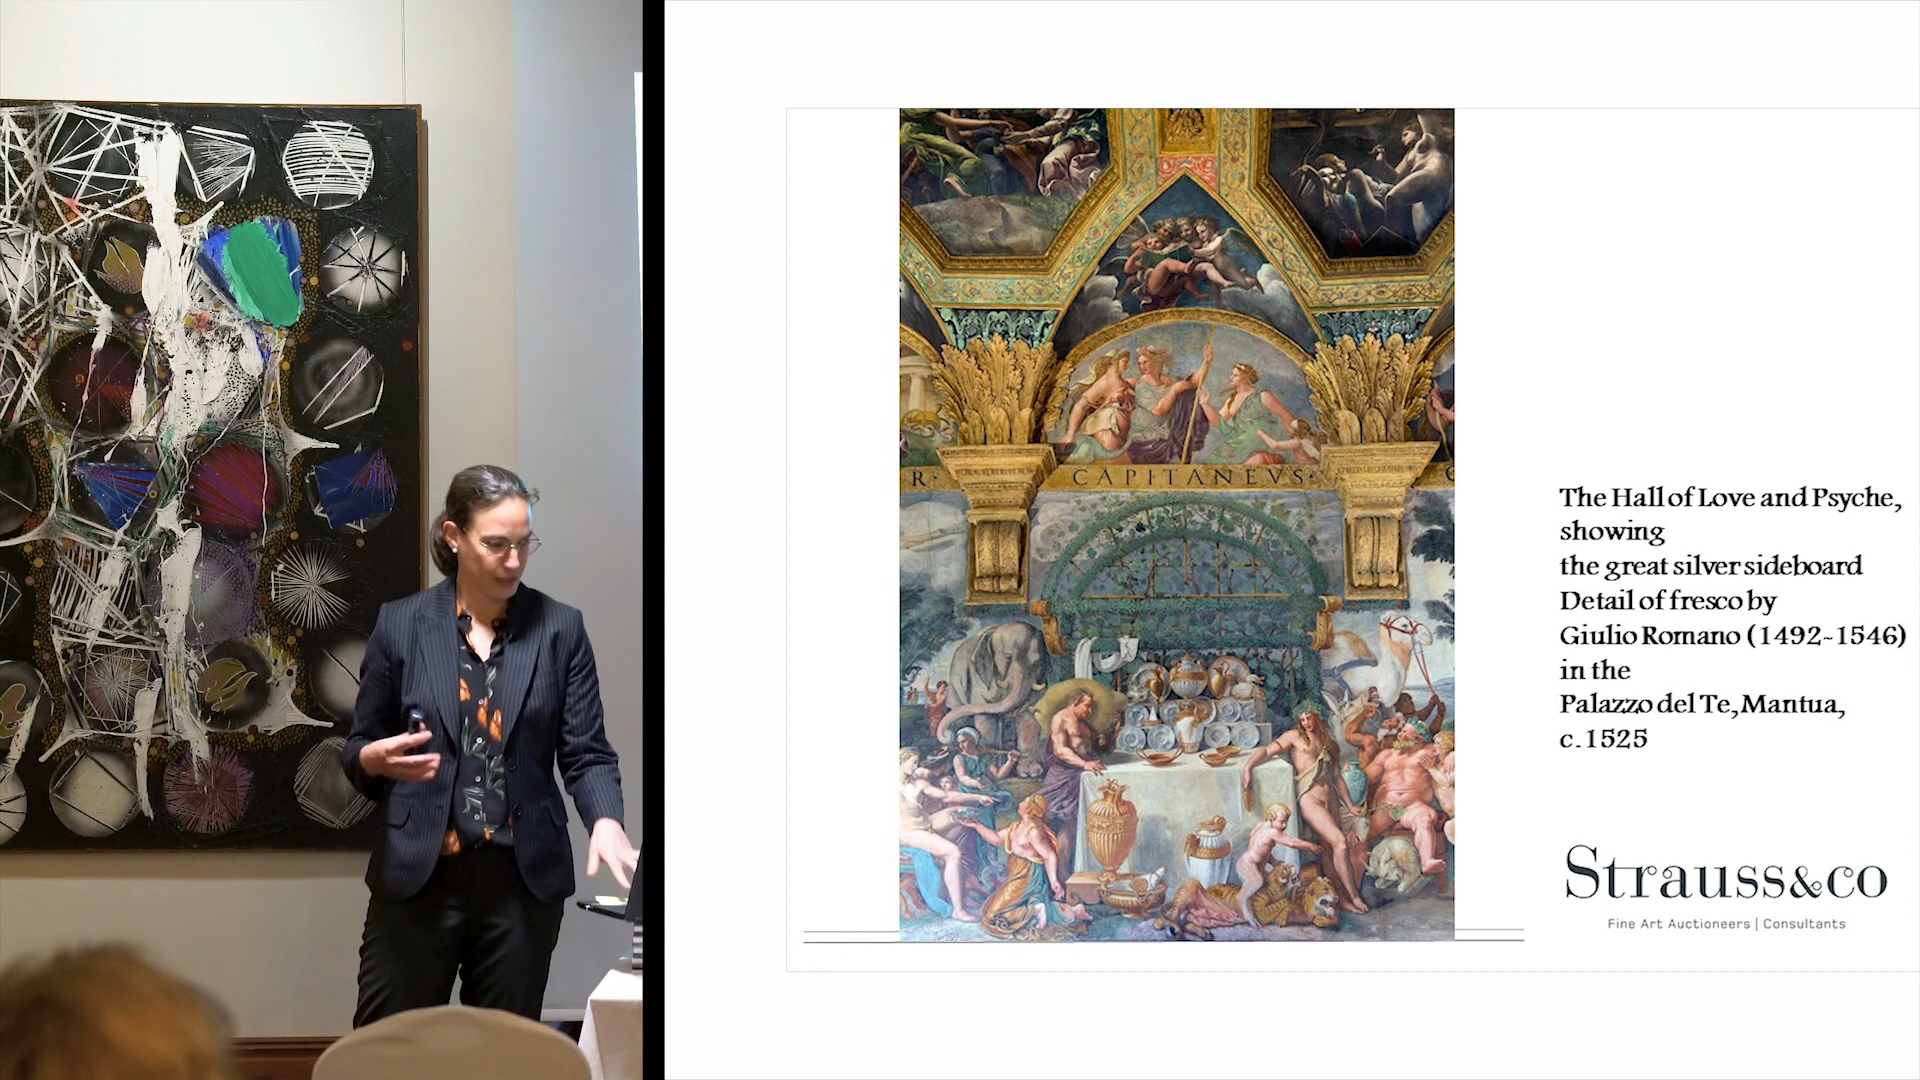 R·
CAPITANEVS·
The Hall of Love and Psyche,
showing
the great silver sideboard
Detail of fresco by
Giulio Romano (1492-1546)
in the
Palazzo del Te, Mantua,
c.1525
Strauss&co
Fine Art Auctioneers | Consultants